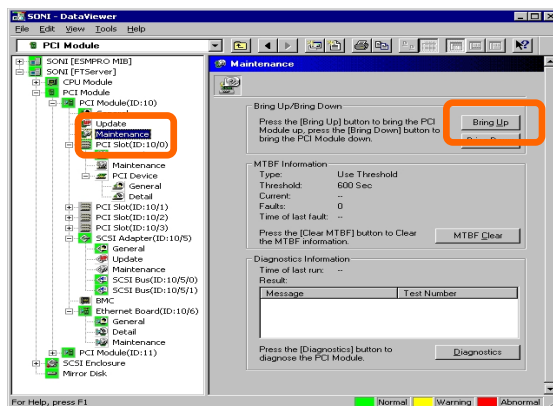 SONI - DataViewer
File Edit View Tools Help
PCI Module
SONI [ESMPRO MIB]
SONI [FTServer]
CPU Module
PCI Module
PCI Module(ID:10)
Update
Maintenance
PCI Slot(ID:10/0)
Maintenance
PCI Device
General
Detail
PCI Slot(ID:10/1)
PCI Slot(ID:10/2)
PCI Slot(ID:10/3)
SCSI Adapter(ID:10/5)
General
Update
Maintenance
SCSI Bus(ID:10/5/0)
SCSI Bus(ID:10/5/1)
BMC
Ethernet Board(ID:10/6)
General
Detail
Maintenance
PCI Module(ID:11)
SCSI Enclosure
Mirror Disk
Maintenance
Bring Up/Bring Down
Press the [Bring Up] button to bring the PCI
Module up, press the [Bring Down] button to
bring the PCI Module down.
Bring Up
MTBF Information
Type: Use Threshold
Threshold: 600 Sec
Current: --
Faults: 0
Time of last fault: --
Press the [Clear MTBF] button to Clear
the MTBF information.
MTBF Clear
Diagnostics Information
Time of last run: --
Result:
Message Test Number
Press the [Diagnostics] button to
diagnose the PCI Module.
Diagnostics
For Help, press F1
Normal Warning Abnormal